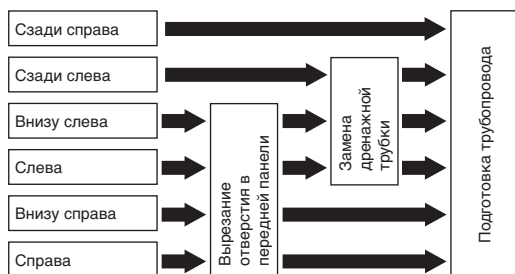 Сзади справа
Сзади слева
Внизу слева
Слева
Внизу справа
Справа
Вырезание
отверстия в
передней панели
Замена
дренажной
трубки
Подготовка трубопровода